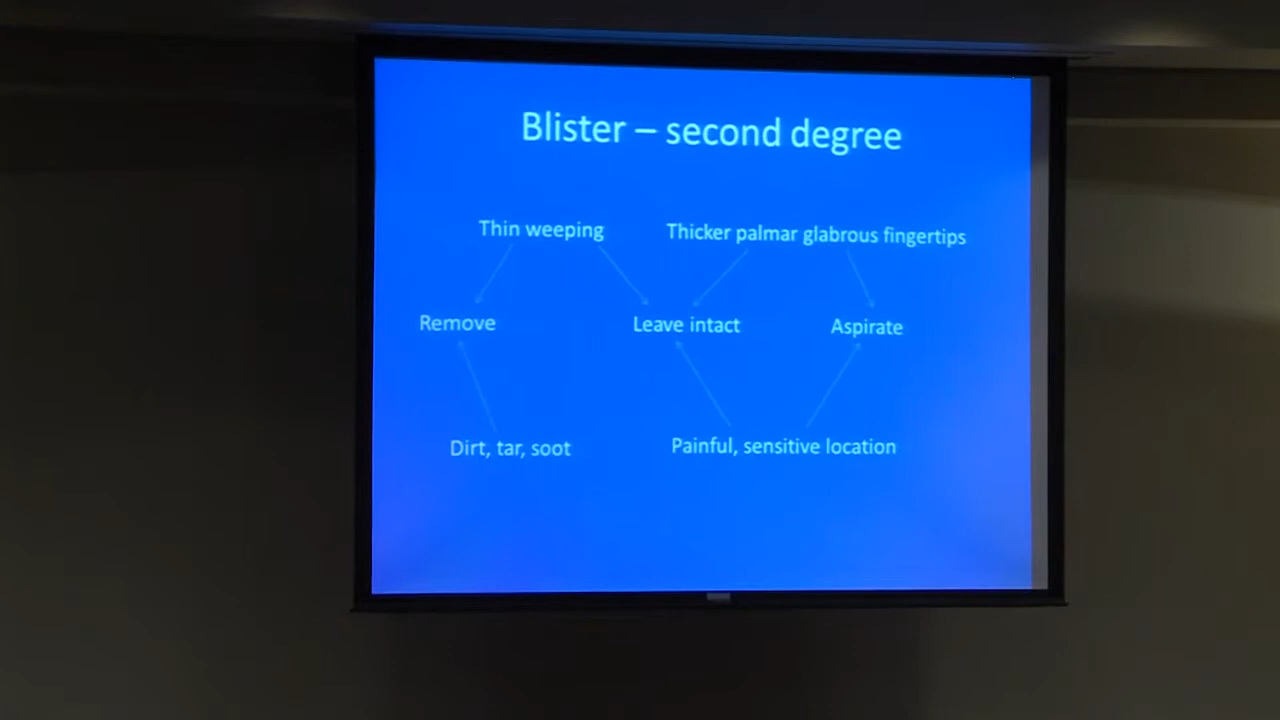 Blister – second degree
Thin weeping
Thicker palmar glabrous fingertips
Remove
Leave intact
Aspirate
Dirt, tar, soot
Painful, sensitive location